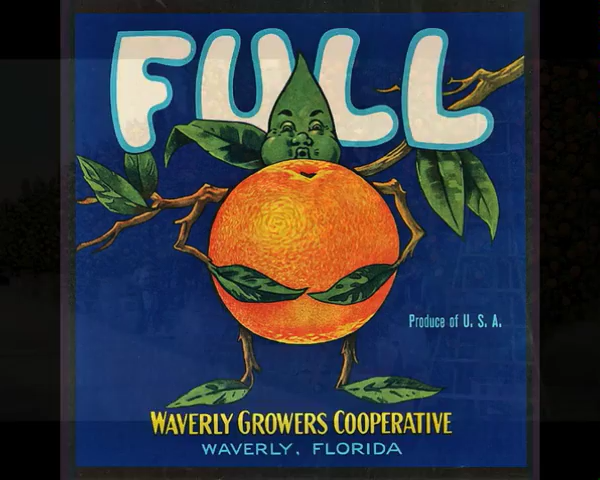 FULL
Produce of U. S. A.
WAVERLY GROWERS COOPERATIVE
WAVERLY, FLORIDA